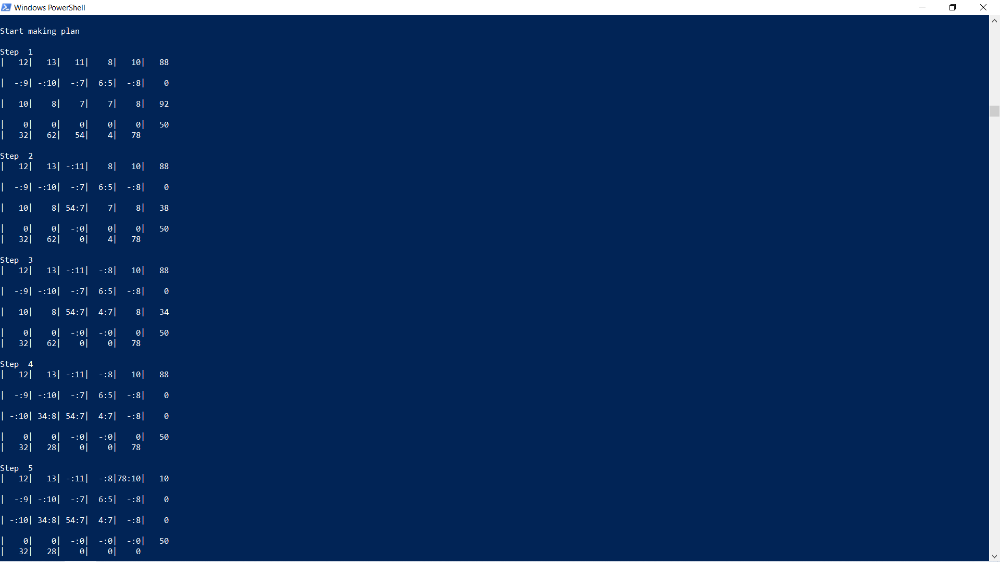 Windows PowerShell
Start making plan
Step  1
|   12|   13|   11|    8|   10|   88
|  -:9| -:10|  -:7|  6:5|  -:8|    0
|   10|    8|    7|    7|    8|   92
|    0|    0|    0|    0|    0|   50
|   32|   62|   54|    4|   78
Step  2
|   12|   13| -:11|    8|   10|   88
|  -:9| -:10|  -:7|  6:5|  -:8|    0
|   10|    8| 54:7|    7|    8|   38
|    0|    0|  -:0|    0|    0|   50
|   32|   62|    0|    4|   78
Step  3
|   12|   13| -:11|  -:8|   10|   88
|  -:9| -:10|  -:7|  6:5|  -:8|    0
|   10|    8| 54:7|  4:7|    8|   34
|    0|    0|  -:0|  -:0|    0|   50
|   32|   62|    0|    0|   78
Step  4
|   12|   13| -:11|  -:8|   10|   88
|  -:9| -:10|  -:7|  6:5|  -:8|    0
| -:10| 34:8| 54:7|  4:7|  -:8|    0
|    0|    0|  -:0|  -:0|    0|   50
|   32|   28|    0|    0|   78
Step  5
|   12|   13| -:11|  -:8|78:10|   10
|  -:9| -:10|  -:7|  6:5|  -:8|    0
| -:10| 34:8| 54:7|  4:7|  -:8|    0
|    0|    0|  -:0|  -:0|  -:0|   50
|   32|   28|    0|    0|    0